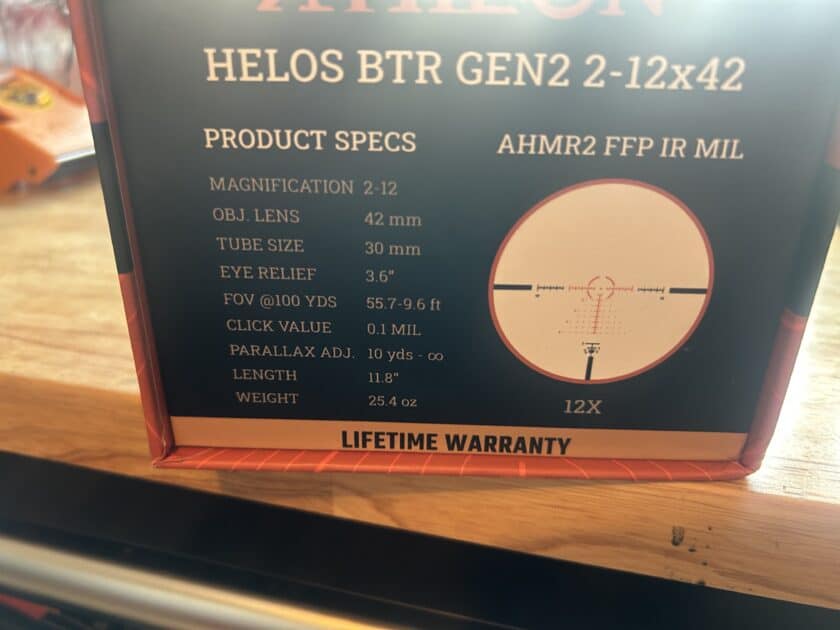 ATHLON
HELOS BTR GEN2 2-12x42
PRODUCT SPECS
AHMR2 FFP IR MIL
MAGNIFICATION 2-12
OBJ. LENS 42 mm
TUBE SIZE 30 mm
EYE RELIEF 3.6"
FOV @100 YDS 55.7-9.6 ft
CLICK VALUE 0.1 MIL
PARALLAX ADJ. 10 yds - ∞
LENGTH 11.8"
WEIGHT 25.4 oz
12X
LIFETIME WARRANTY